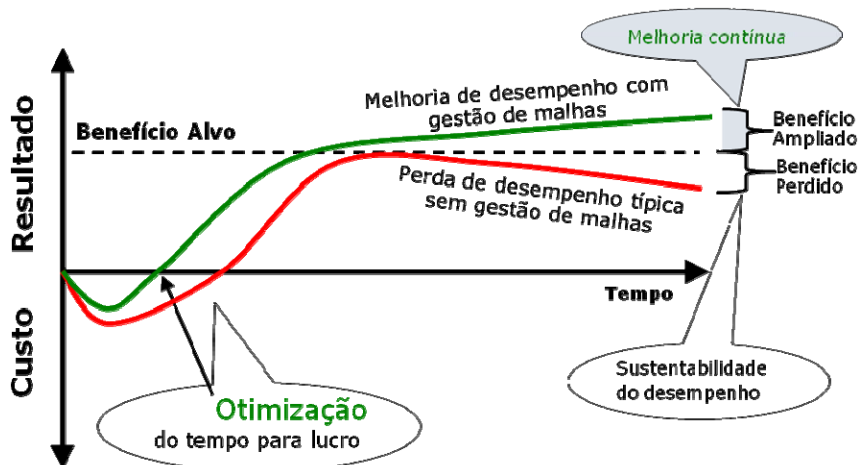 Melhoria contínua
Melhoria de desempenho com
gestão de malhas
Resultado
Benefício Alvo
Benefício
Ampliado
Benefício
Perdido
Perda de desempenho típica
sem gestão de malhas
Tempo
Custo
Otimização
do tempo para lucro
Sustentabilidade
do desempenho